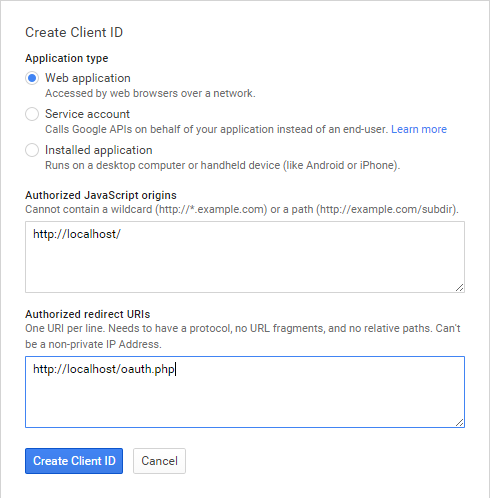 Create Client ID
Application type
Web application
Accessed by web browsers over a network.
Service account
Calls Google APIs on behalf of your application instead of an end-user. Learn more
Installed application
Runs on a desktop computer or handheld device (like Android or iPhone).
Authorized JavaScript origins
Cannot contain a wildcard (http://*.example.com) or a path (http://example.com/subdir).
http://localhost/
Authorized redirect URIs
One URI per line. Needs to have a protocol, no URL fragments, and no relative paths. Can't
be a non-private IP Address.
http://localhost/oauth.php
Create Client ID Cancel